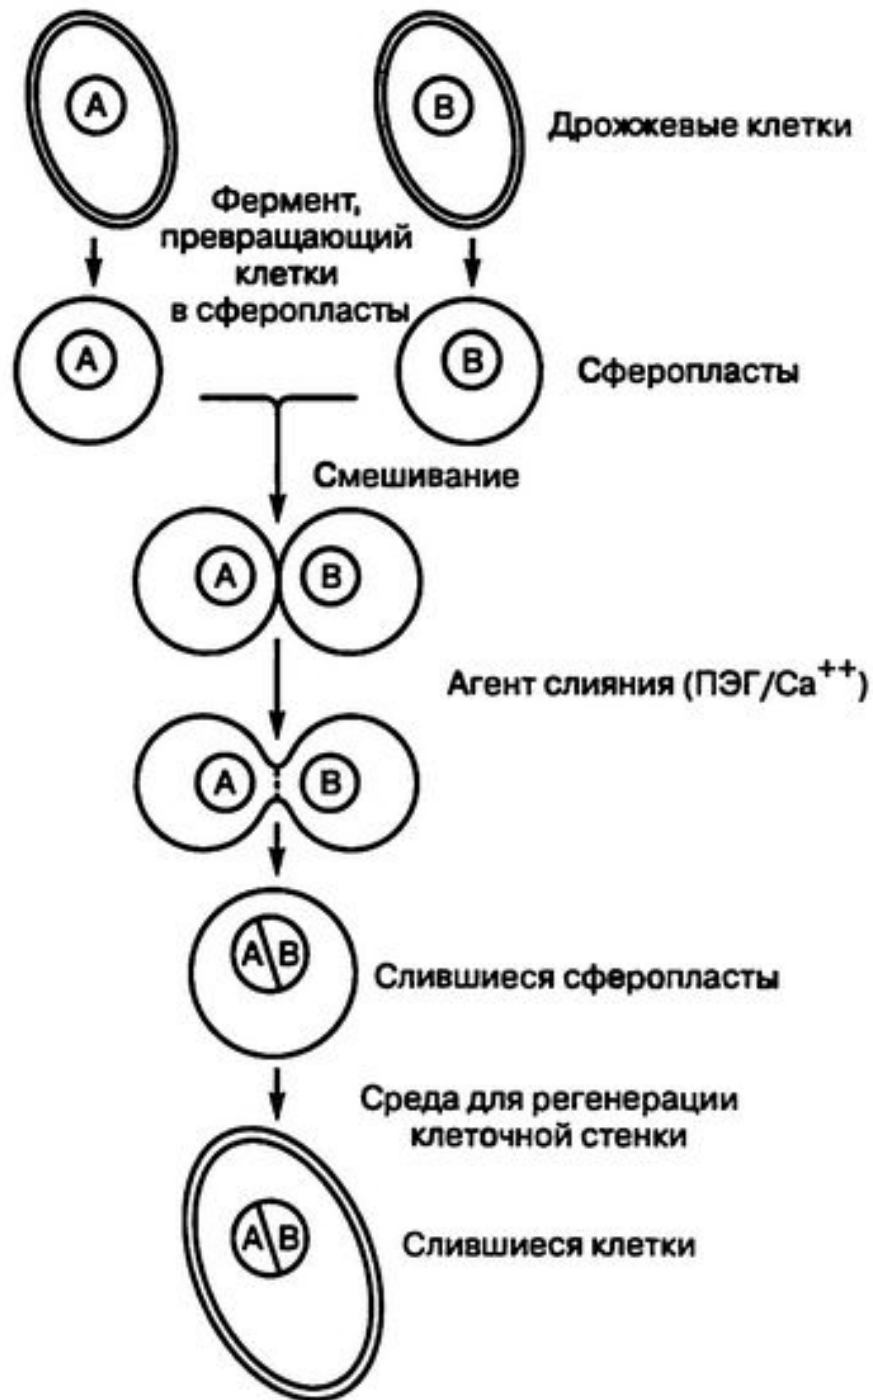 A
B
Дрожжевые клетки
Фермент,
превращающий
клетки
в сферопласты
A
B
Сферопласты
Смешивание
A
B
Агент слияния (ПЭГ/Ca⁺⁺)
A
B
A B
Слившиеся сферопласты
Среда для регенерации
клеточной стенки
A B
Слившиеся клетки